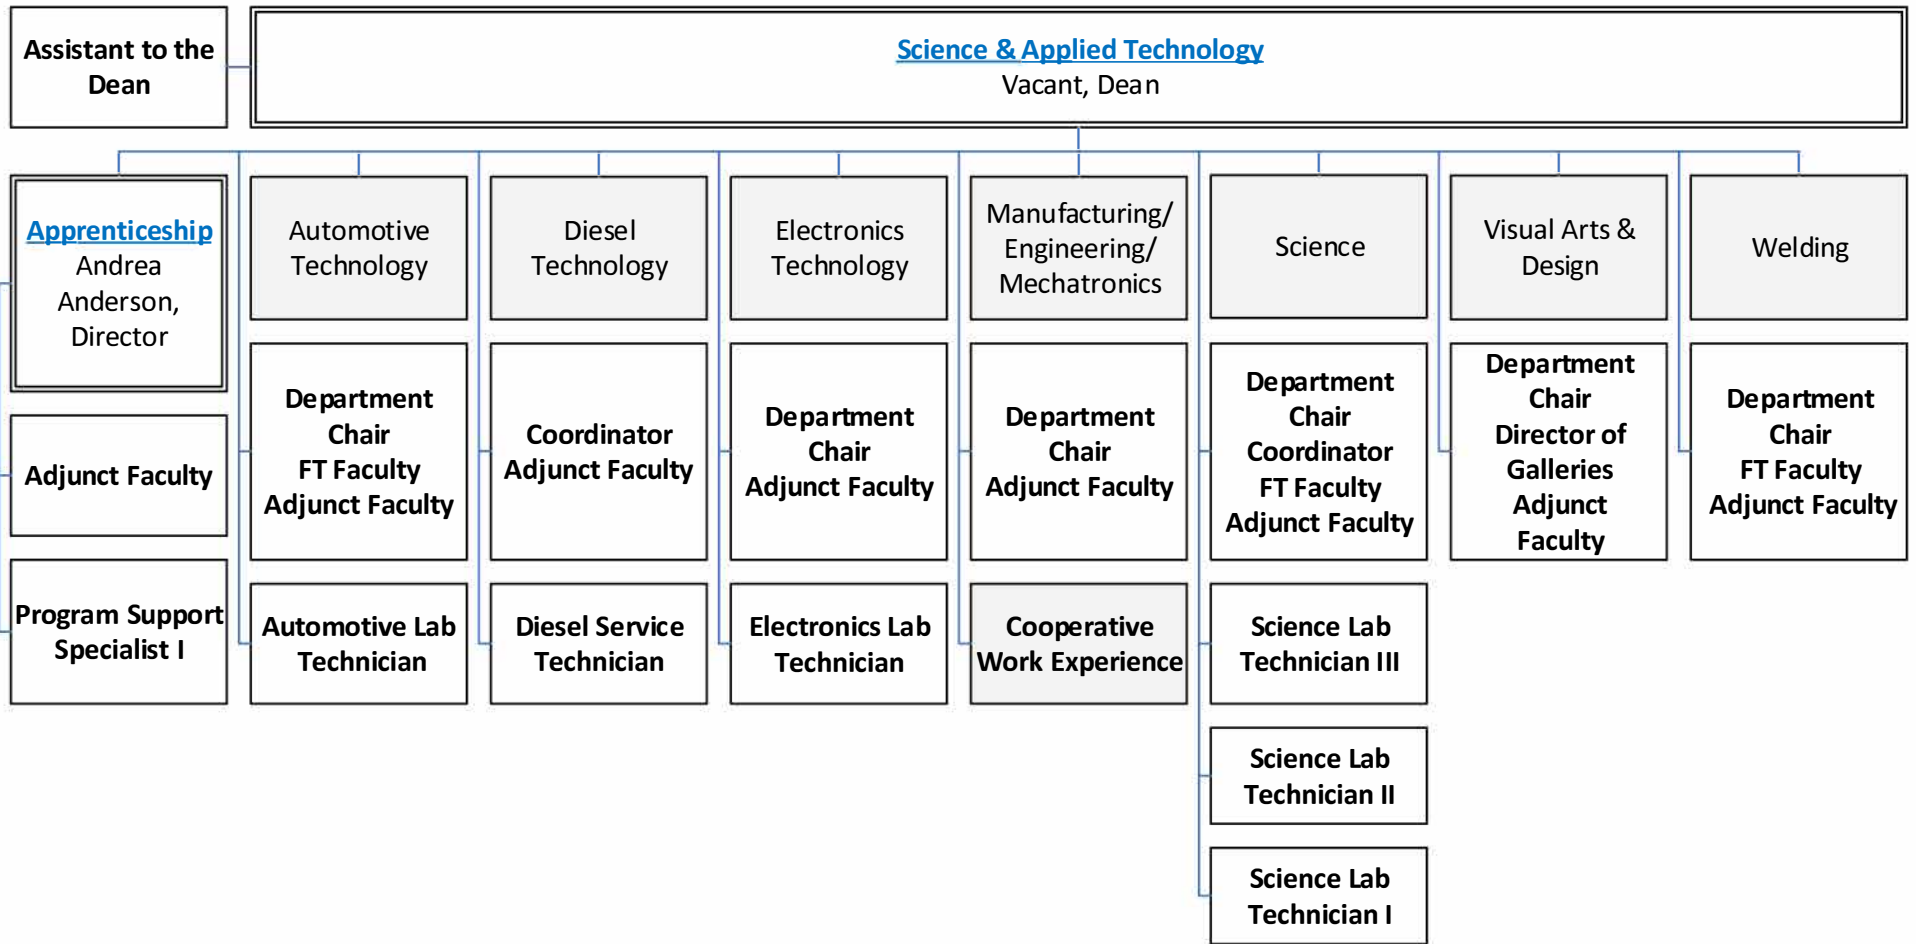 Assistant to the
Dean
Science & Applied Technology
Vacant, Dean
Apprenticeship
Andrea
Anderson,
Director
Automotive
Technology
Diesel
Technology
Electronics
Technology
Manufacturing/
Engineering/
Mechatronics
Science
Visual Arts &
Design
Welding
Adjunct Faculty
Department
Chair
FT Faculty
Adjunct Faculty
Coordinator
Adjunct Faculty
Department
Chair
Adjunct Faculty
Department
Chair
Adjunct Faculty
Department
Chair
Coordinator
FT Faculty
Adjunct Faculty
Department
Chair
Director of
Galleries
Adjunct
Faculty
Department
Chair
FT Faculty
Adjunct Faculty
Program Support
Specialist I
Automotive Lab
Technician
Diesel Service
Technician
Electronics Lab
Technician
Cooperative
Work Experience
Science Lab
Technician III
Science Lab
Technician II
Science Lab
Technician I